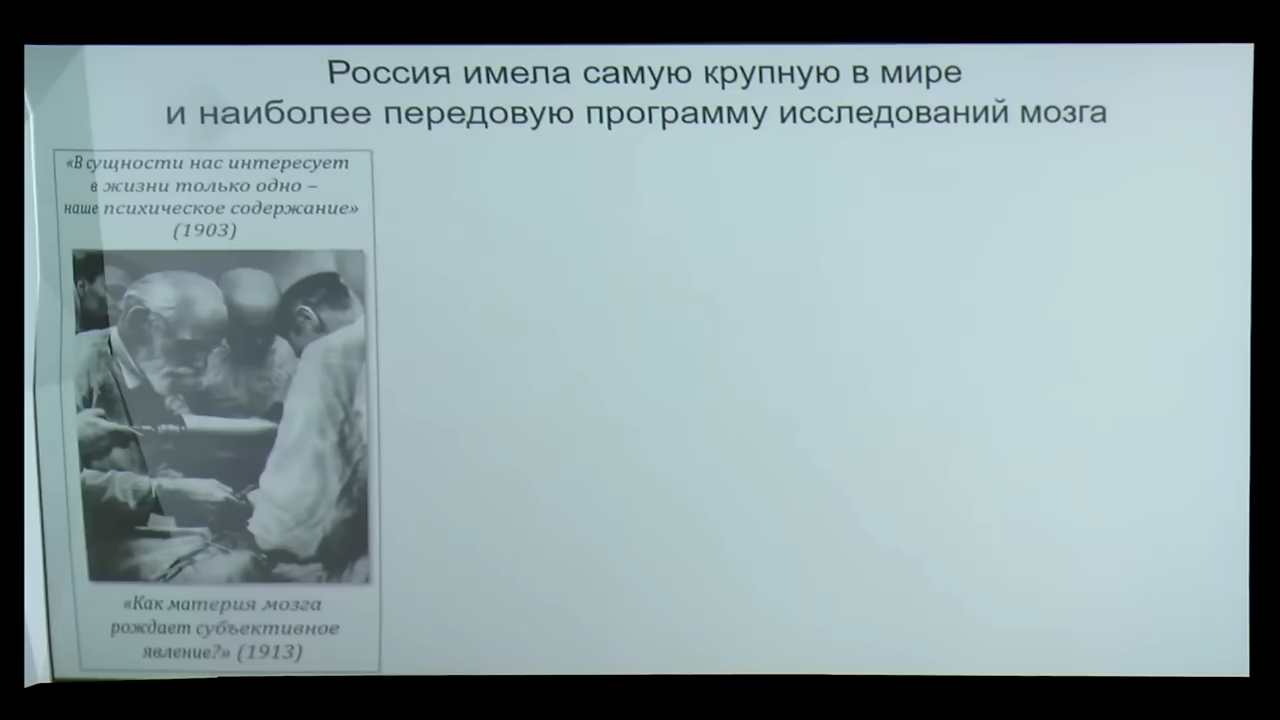 Россия имела самую крупную в мире
и наиболее передовую программу исследований мозга
«В сущности нас интересует
в жизни только одно –
наше психическое содержание»
(1903)
«Как материя мозга
рождает субъективное
явление?» (1913)